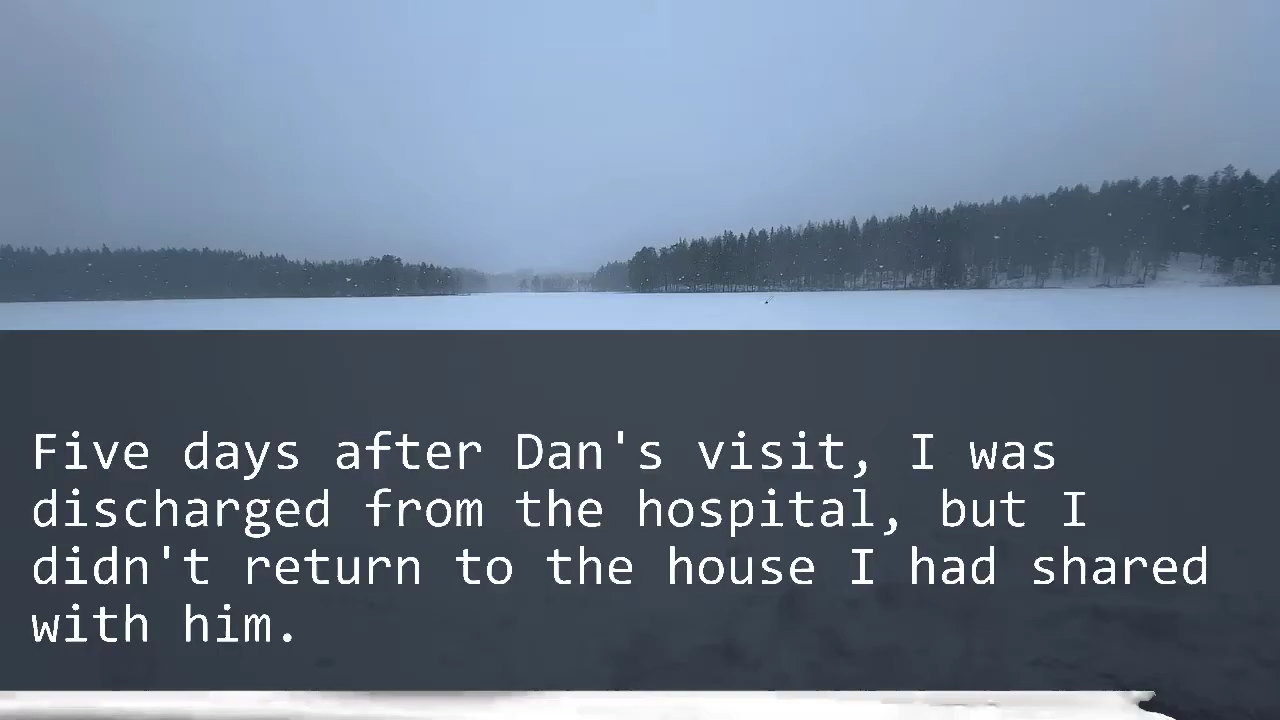 Five days after Dan's visit, I was
discharged from the hospital, but I
didn't return to the house I had shared
with him.